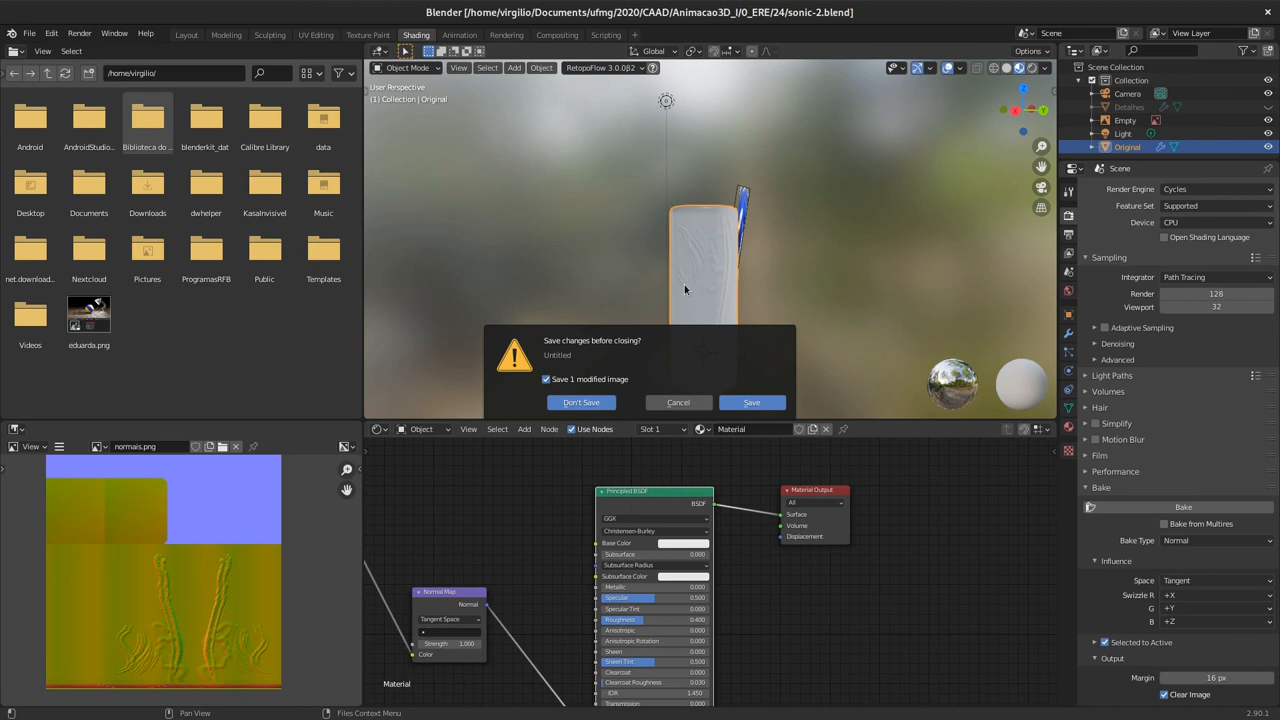 Blender [/home/virgilio/Documents/ufmg/2020/CAAD/Animacao3D_I/0_ERE/24/sonic-2.blend]
File Edit Render Window Help Layout Modeling Sculpting UV Editing Texture Paint Shading Animation Rendering Compositing Scripting Scene View Layer
View Select Global Options
/home/virgilio/
Object Mode View Select Add Object RetopoFlow 3.0.0β2
User Perspective
(1) Collection | Original
Android AndroidStudio... Biblioteca do ... blenderkit_dat Calibre Library data
Desktop Documents Downloads dwhelper KasaInvisivel Music
net.download... Nextcloud Pictures ProgramasRFB Public Templates
Videos eduarda.png
Scene Collection
Collection
Camera
Detalhes
Empty
Light
Original
Scene
Render Engine Cycles
Feature Set Supported
Device CPU
Open Shading Language
Sampling
Integrator Path Tracing
Render 128
Viewport 32
Adaptive Sampling
Denoising
Advanced
Light Paths
Volumes
Hair
Simplify
Motion Blur
Film
Performance
Bake
Bake
Bake from Multires
Bake Type Normal
Influence
Space Tangent
Swizzle R +X
G +Y
B +Z
Selected to Active
Output
Margin 16 px
Clear Image
Save changes before closing?
Untitled
Save 1 modified image
Don't Save Cancel Save
View normais.png
Object View Select Add Node Use Nodes Slot 1 Material
Principled BSDF
BSDF
GGX
Christensen-Burley
Base Color
Subsurface 0.000
Subsurface Radius
Subsurface Color
Metallic 0.000
Specular 0.500
Specular Tint 0.000
Roughness 0.400
Anisotropic 0.000
Anisotropic Rotation 0.000
Sheen 0.000
Sheen Tint 0.500
Clearcoat 0.000
Clearcoat Roughness 0.030
IOR 1.450
Transmission 0.000
Material Output
All
Surface
Volume
Displacement
Normal Map
Normal
Tangent Space
Strength 1.000
Color
Material
Pan View Files Context Menu 2.90.1